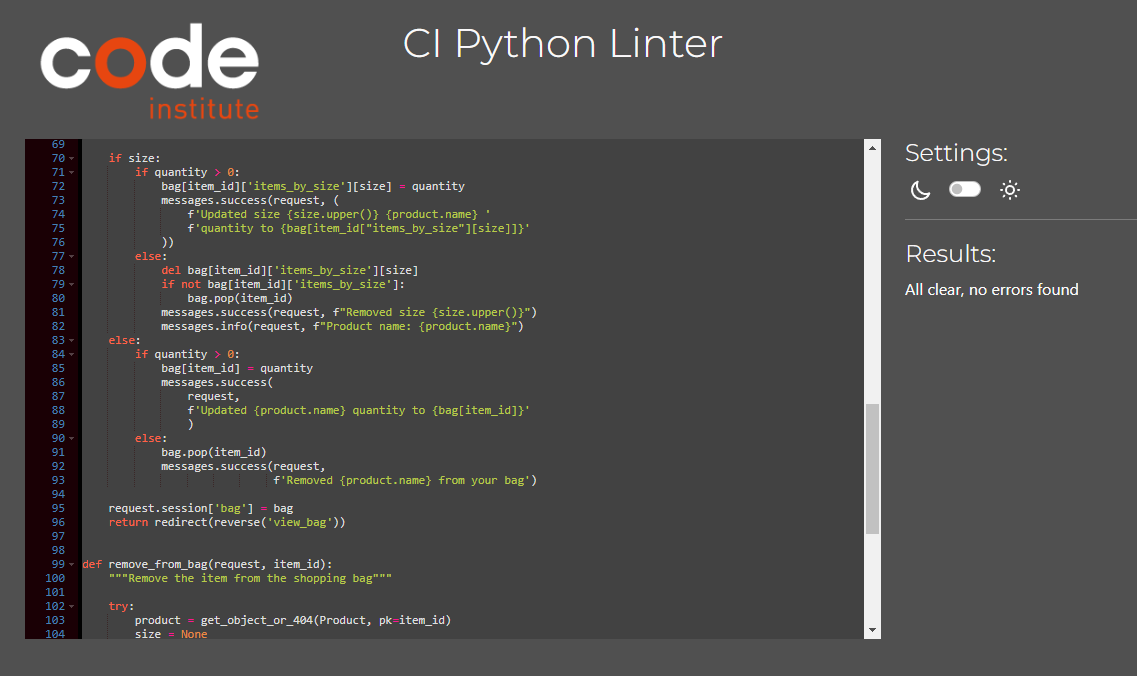 code
institute
CI Python Linter
69
70 if size:
71 if quantity > 0:
72 bag[item_id]['items_by_size'][size] = quantity
73 messages.success(request, (
74 f'Updated size {size.upper()} {product.name} '
75 f'quantity to {bag[item_id["items_by_size"][size]]}'
76 ))
77 else:
78 del bag[item_id]['items_by_size'][size]
79 if not bag[item_id]['items_by_size']:
80 bag.pop(item_id)
81 messages.success(request, f"Removed size {size.upper()}")
82 messages.info(request, f"Product name: {product.name}")
83 else:
84 if quantity > 0:
85 bag[item_id] = quantity
86 messages.success(
87 request,
88 f'Updated {product.name} quantity to {bag[item_id]}'
89 )
90 else:
91 bag.pop(item_id)
92 messages.success(request,
93 f'Removed {product.name} from your bag')
94
95 request.session['bag'] = bag
96 return redirect(reverse('view_bag'))
97
98
99 def remove_from_bag(request, item_id):
100 """Remove the item from the shopping bag"""
101
102 try:
103 product = get_object_or_404(Product, pk=item_id)
104 size = None
Settings:
Results:
All clear, no errors found